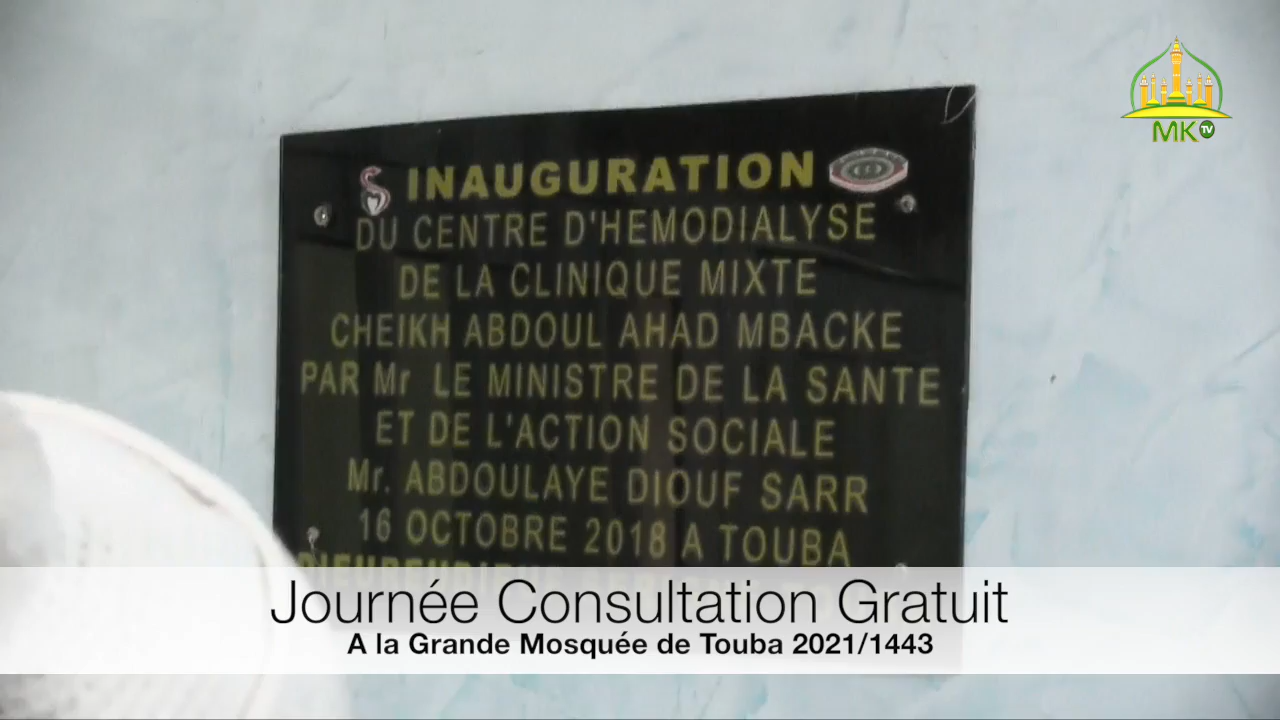 MK TV
INAUGURATION
DU CENTRE D'HEMODIALYSE
DE LA CLINIQUE MIXTE
CHEIKH ABDOUL AHAD MBACKE
PAR Mr LE MINISTRE DE LA SANTE
ET DE L'ACTION SOCIALE
Mr. ABDOULAYE DIOUF SARR
16 OCTOBRE 2018 A TOUBA
Journée Consultation Gratuit
A la Grande Mosquée de Touba 2021/1443